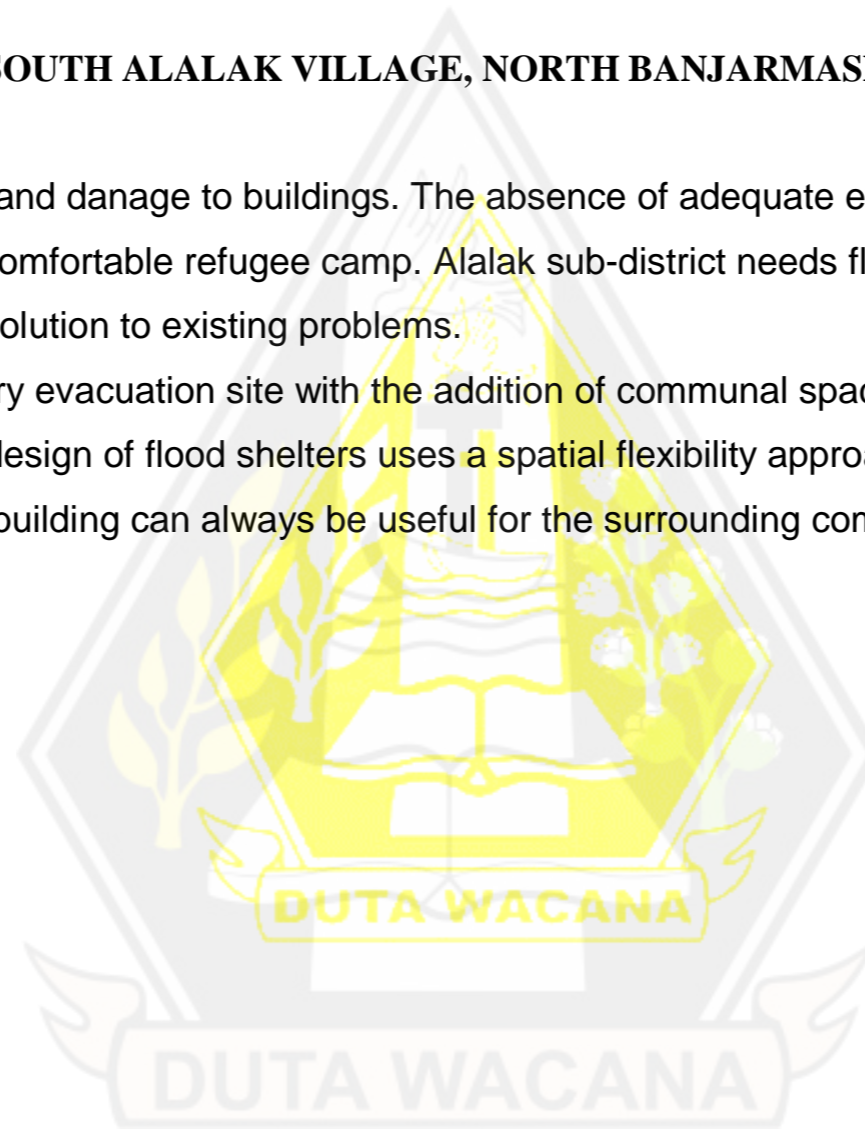 SOUTH ALALAK VILLAGE, NORTH BANJARMAS
and danage to buildings. The absence of adequate e
omfortable refugee camp. Alalak sub-district needs fl
olution to existing problems.
ry evacuation site with the addition of communal spac
design of flood shelters uses a spatial flexibility approa
building can always be useful for the surrounding con
DUTA WACANA
DUTA WACANA